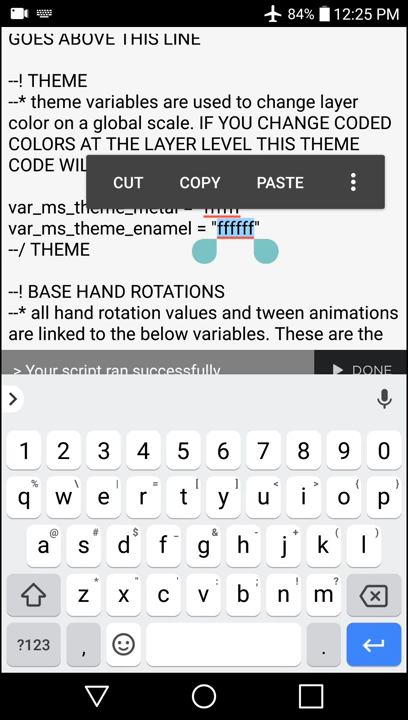 84% 12:25 PM
GOES ABOVE THIS LINE
--! THEME
--* theme variables are used to change layer
color on a global scale. IF YOU CHANGE CODED
COLORS AT THE LAYER LEVEL THIS THEME
CODE WIL
CUT COPY PASTE
var_ms_theme_metal = "ffffff"
var_ms_theme_enamel = "ffffff"
--/ THEME
--! BASE HAND ROTATIONS
--* all hand rotation values and tween animations
are linked to the below variables. These are the
> Your script ran successfully
DONE
1 2 3 4 5 6 7 8 9 0
% \ | = [ ] < > { }
q w e r t y u i o p
@ # $ _ & - + ( )
a s d f g h j k l
* " ' : ; ! ?
z x c v b n m
?123 , .